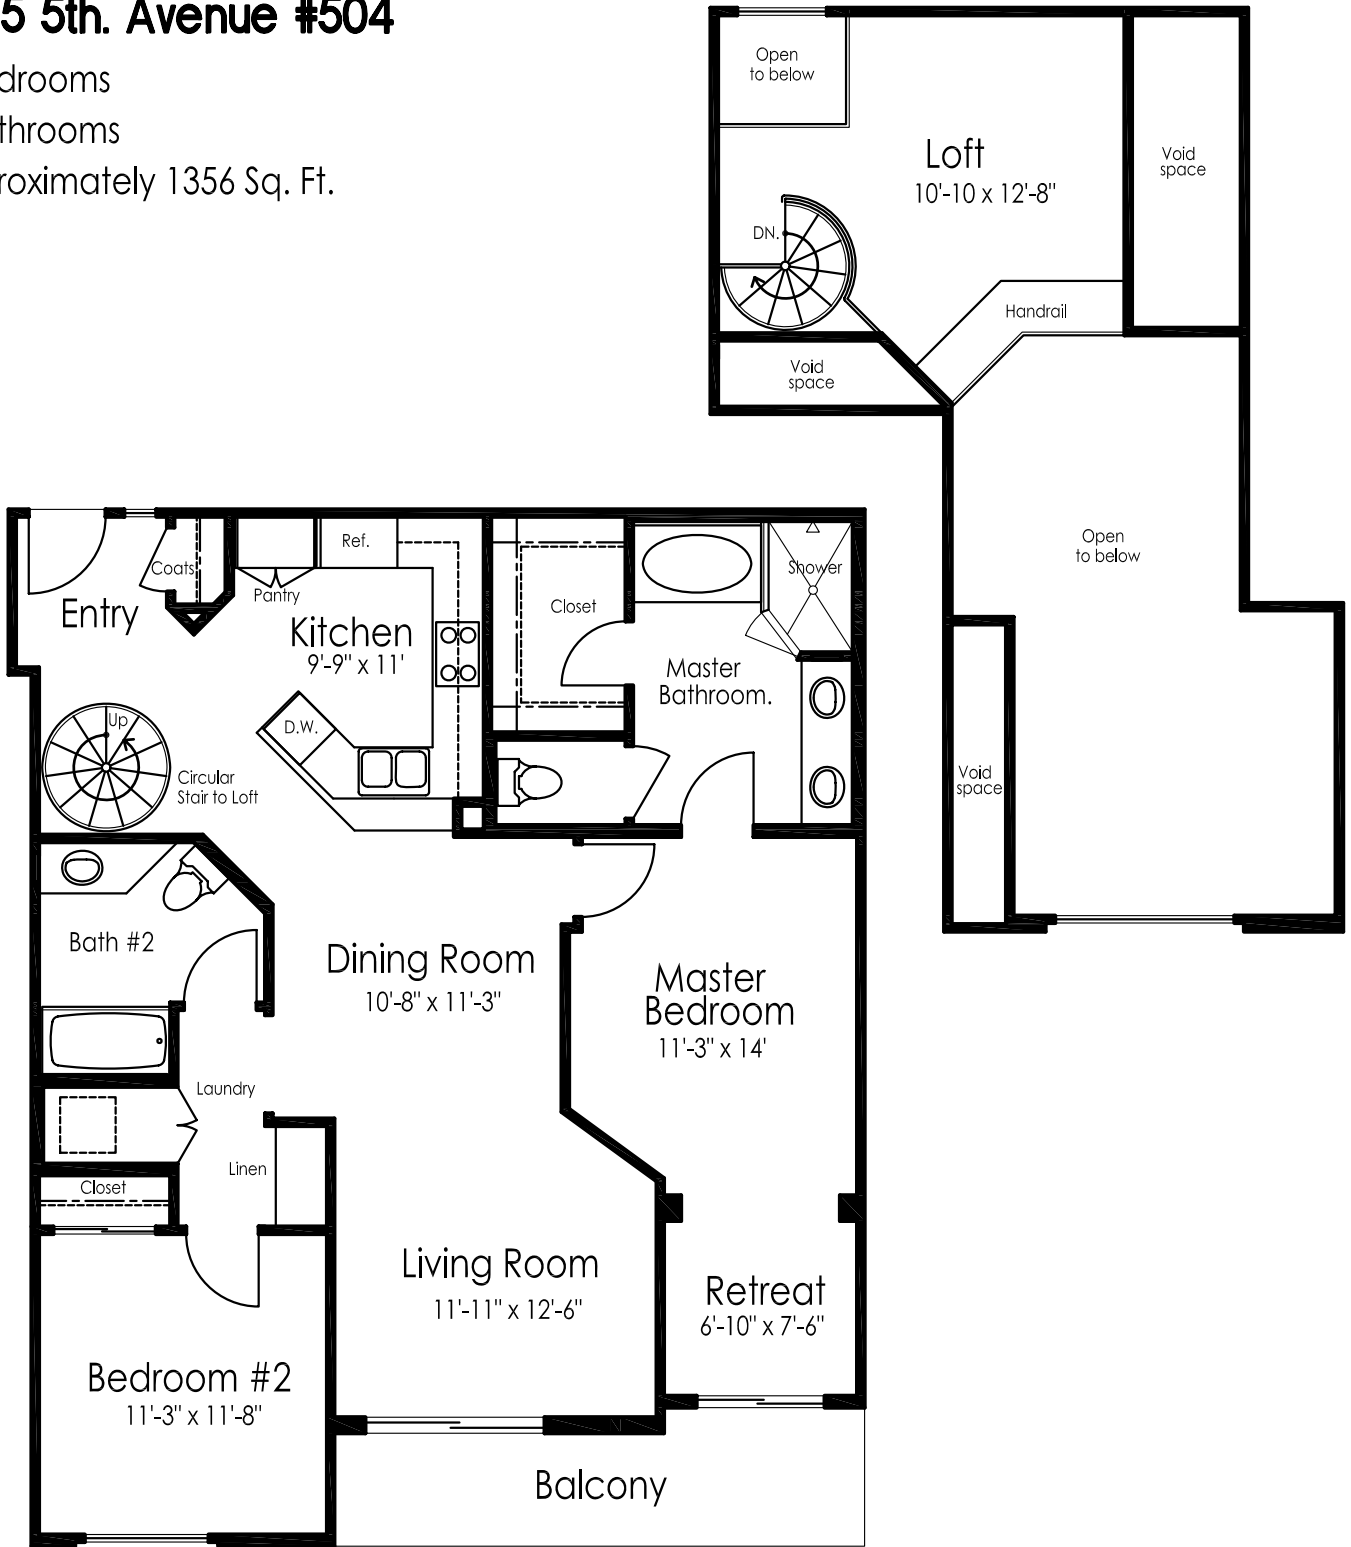 5 5th. Avenue #504
drooms
throoms
roximately 1356 Sq. Ft.
Open
to below
Loft
10'-10 x 12'-8"
Void
space
DN.
Handrail
Void
space
Open
to below
Void
space
Entry
Coats
Pantry
Ref.
Kitchen
9'-9" x 11'
D.W.
Up
Circular
Stair to Loft
Closet
Shower
Master
Bathroom.
Bath #2
Dining Room
10'-8" x 11'-3"
Master
Bedroom
11'-3" x 14'
Laundry
Linen
Closet
Living Room
11'-11" x 12'-6"
Retreat
6'-10" x 7'-6"
Bedroom #2
11'-3" x 11'-8"
Balcony